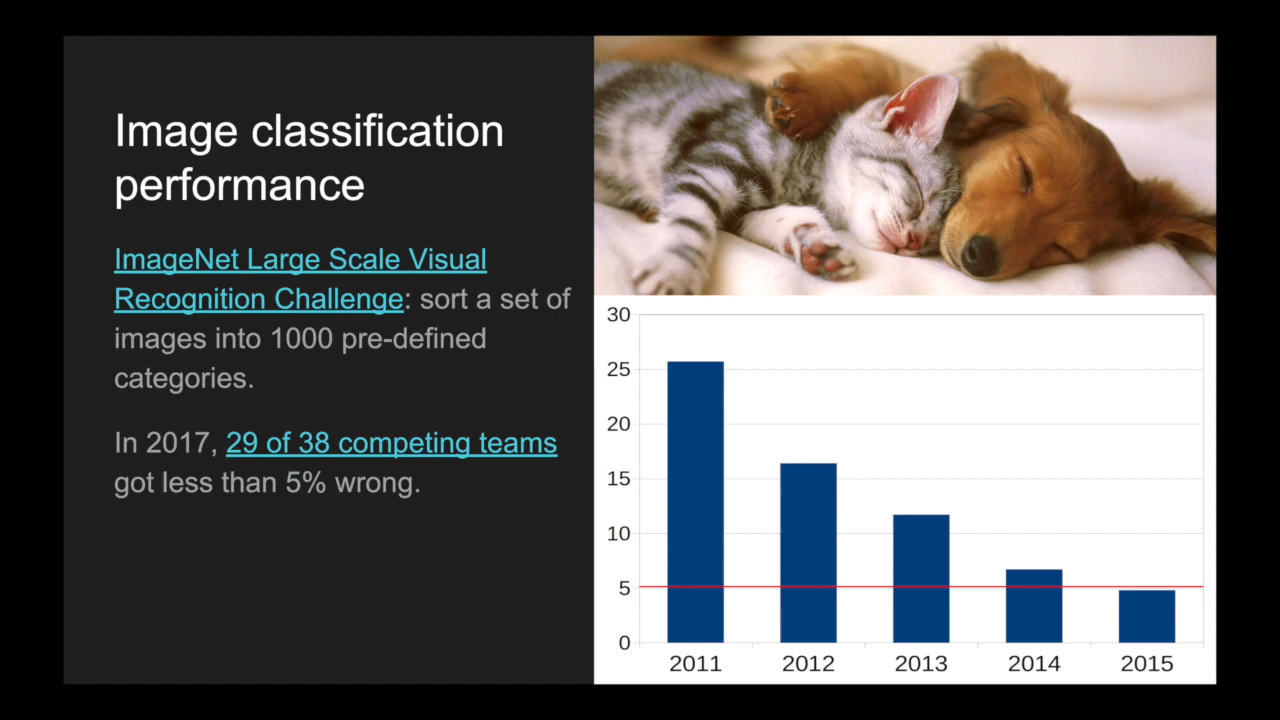 Image classification
performance
ImageNet Large Scale Visual
Recognition Challenge: sort a set of
images into 1000 pre-defined
categories.
In 2017, 29 of 38 competing teams
got less than 5% wrong.
30
25
20
15
10
5
0
2011 2012 2013 2014 2015